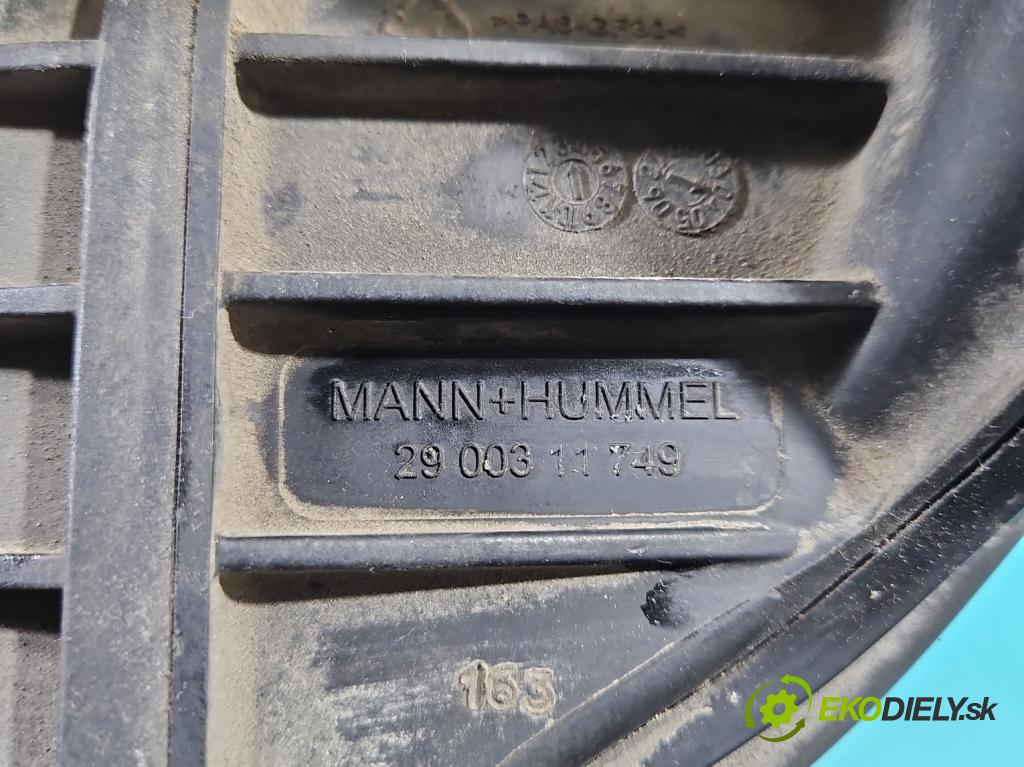 MANN+HUMMEL
29 003 11 749
163
EKODIELY.sk